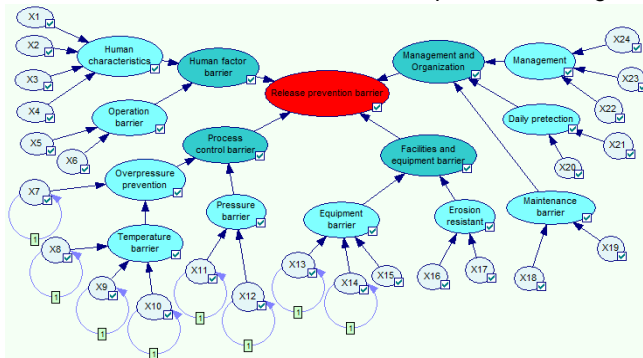 X1
X2
X3
X4
Human
characteristics
Human factor
barrier
Release prevention barrier
Management and
Organization
Management
X24
X23
X22
Operation
barrier
X5
X6
Process
control barrier
Facilities and
equipment barrier
Daily pretection
X21
X20
X7
Overpressure
prevention
1
Pressure
barrier
Equipment
barrier
Erosion
resistant
Maintenance
barrier
X8
Temperature
barrier
1
X9
1
X10
1
X11
1
X12
1
X13
1
X14
1
X15
X16
X17
X18
X19